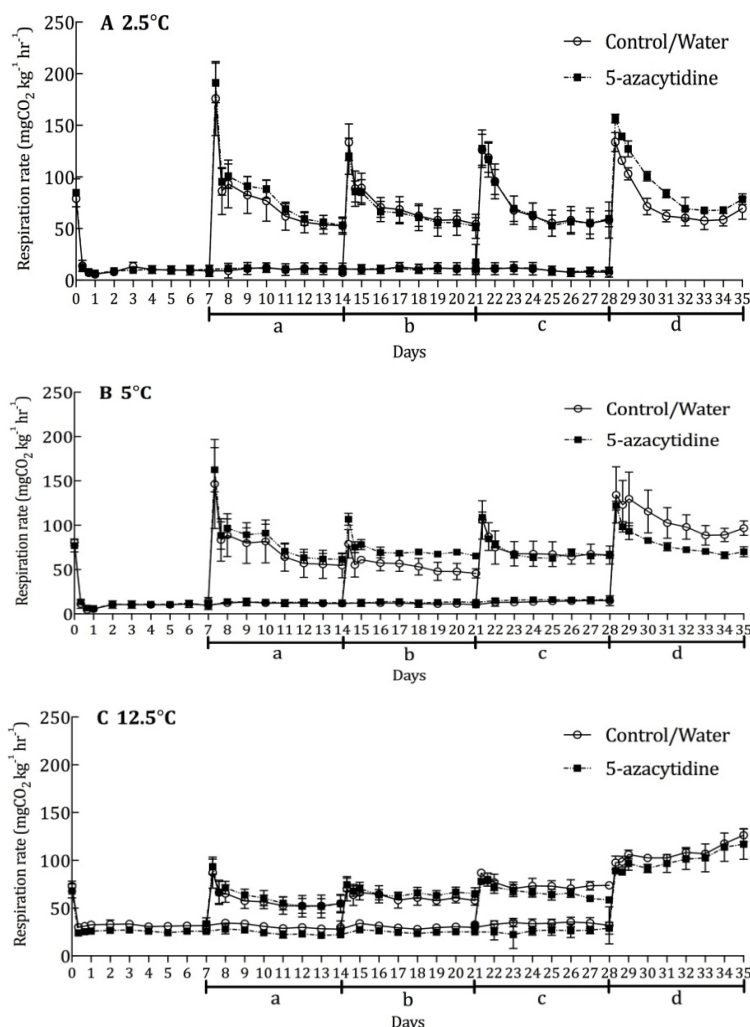 A 2.5°C
Control/Water
5-azacytidine
Respiration rate (mgCO₂ kg⁻¹ hr⁻¹)
250
200
150
100
50
0
0 1 2 3 4 5 6 7 8 9 10 11 12 13 14 15 16 17 18 19 20 21 22 23 24 25 26 27 28 29 30 31 32 33 34 35
a b c d
Days
B 5°C
Control/Water
5-azacytidine
Respiration rate (mgCO₂ kg⁻¹ hr⁻¹)
250
200
150
100
50
0
0 1 2 3 4 5 6 7 8 9 10 11 12 13 14 15 16 17 18 19 20 21 22 23 24 25 26 27 28 29 30 31 32 33 34 35
a b c d
Days
C 12.5°C
Control/Water
5-azacytidine
Respiration rate (mgCO₂ kg⁻¹ hr⁻¹)
250
200
150
100
50
0
0 1 2 3 4 5 6 7 8 9 10 11 12 13 14 15 16 17 18 19 20 21 22 23 24 25 26 27 28 29 30 31 32 33 34 35
a b c d
Days